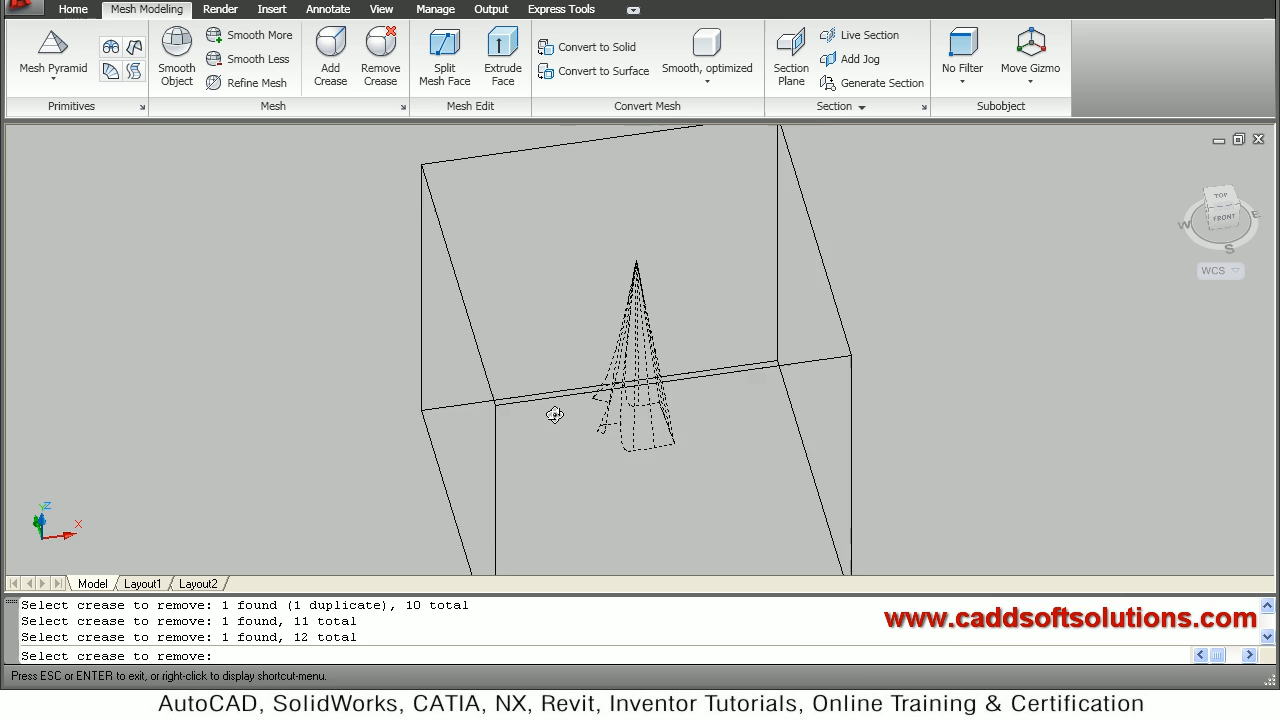 Home Mesh Modeling Render Insert Annotate View Manage Output Express Tools
Mesh Pyramid
Primitives
Smooth Object
Smooth More
Smooth Less
Refine Mesh
Mesh
Add Crease
Remove Crease
Split Mesh Face
Extrude Face
Mesh Edit
Convert to Solid
Convert to Surface
Smooth, optimized
Convert Mesh
Section Plane
Live Section
Add Jog
Generate Section
Section
No Filter
Move Gizmo
Subobject
TOP
FRONT
W
E
S
WCS
Z
Y
X
Model Layout1 Layout2
Select crease to remove: 1 found (1 duplicate), 10 total
Select crease to remove: 1 found, 11 total
Select crease to remove: 1 found, 12 total
Select crease to remove:
www.caddsoftsolutions.com
Press ESC or ENTER to exit, or right-click to display shortcut-menu.
AutoCAD, SolidWorks, CATIA, NX, Revit, Inventor Tutorials, Online Training & Certification